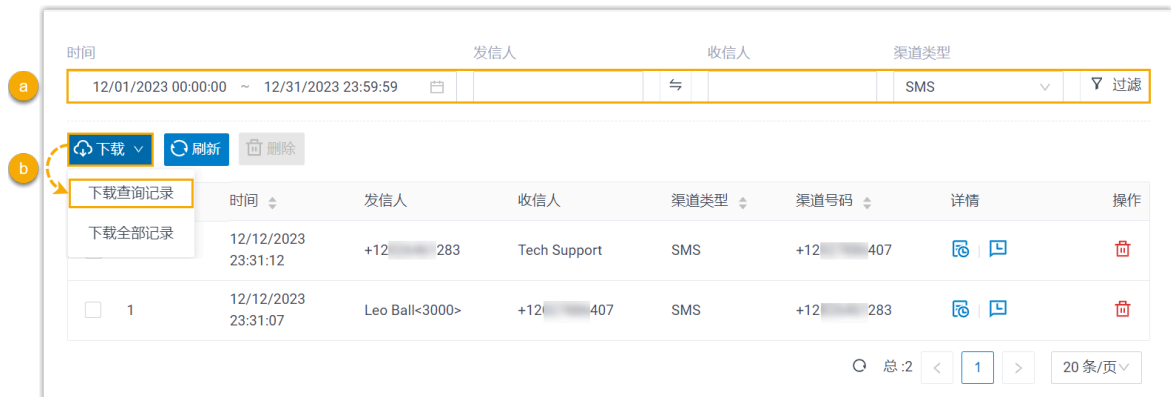 时间 发信人 收信人 渠道类型
a 12/01/2023 00:00:00 ~ 12/31/2023 23:59:59 SMS 过滤
下载 刷新 删除
b
下载查询记录
时间 发信人 收信人 渠道类型 渠道号码 详情 操作
下载全部记录
12/12/2023 23:31:12 +12 283 Tech Support SMS +12 407
1 12/12/2023 23:31:07 Leo Ball<3000> +12 407 SMS +12 283
总 :2 < 1 > 20 条/页